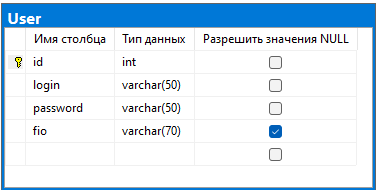 User
Имя столбца Тип данных Разрешить значения NULL
id int
login varchar(50)
password varchar(50)
fio varchar(70)